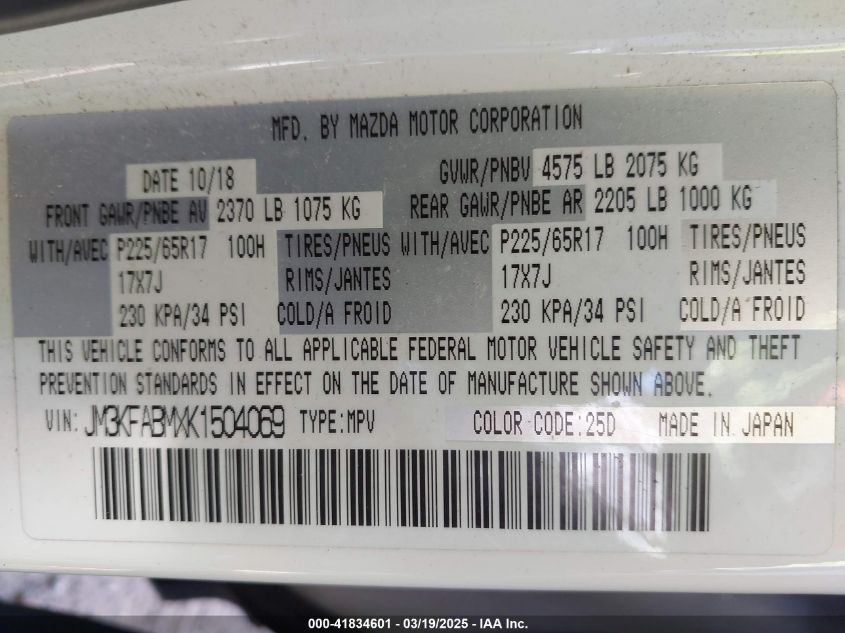 MFD. BY MAZDA MOTOR CORPORATION
DATE 10/18 GVWR/PNBV 4575 LB 2075 KG
FRONT GAWR/PNBE AV 2370 LB 1075 KG REAR GAWR/PNBE AR 2205 LB 1000 KG
WITH/AVEC P225/65R17 100H TIRES/PNEUS WITH/AVEC P225/65R17 100H TIRES/PNEUS
17X7J RIMS/JANTES 17X7J RIMS/JANTES
230 KPA/34 PSI COLD/A FROID 230 KPA/34 PSI COLD/A FROID
THIS VEHICLE CONFORMS TO ALL APPLICABLE FEDERAL MOTOR VEHICLE SAFETY AND THEFT
PREVENTION STANDARDS IN EFFECT ON THE DATE OF MANUFACTURE SHOWN ABOVE.
VIN: JM3KFABMXK1504069 TYPE:MPV COLOR CODE:25D MADE IN JAPAN
000-41834601 - 03/19/2025 - IAA Inc.